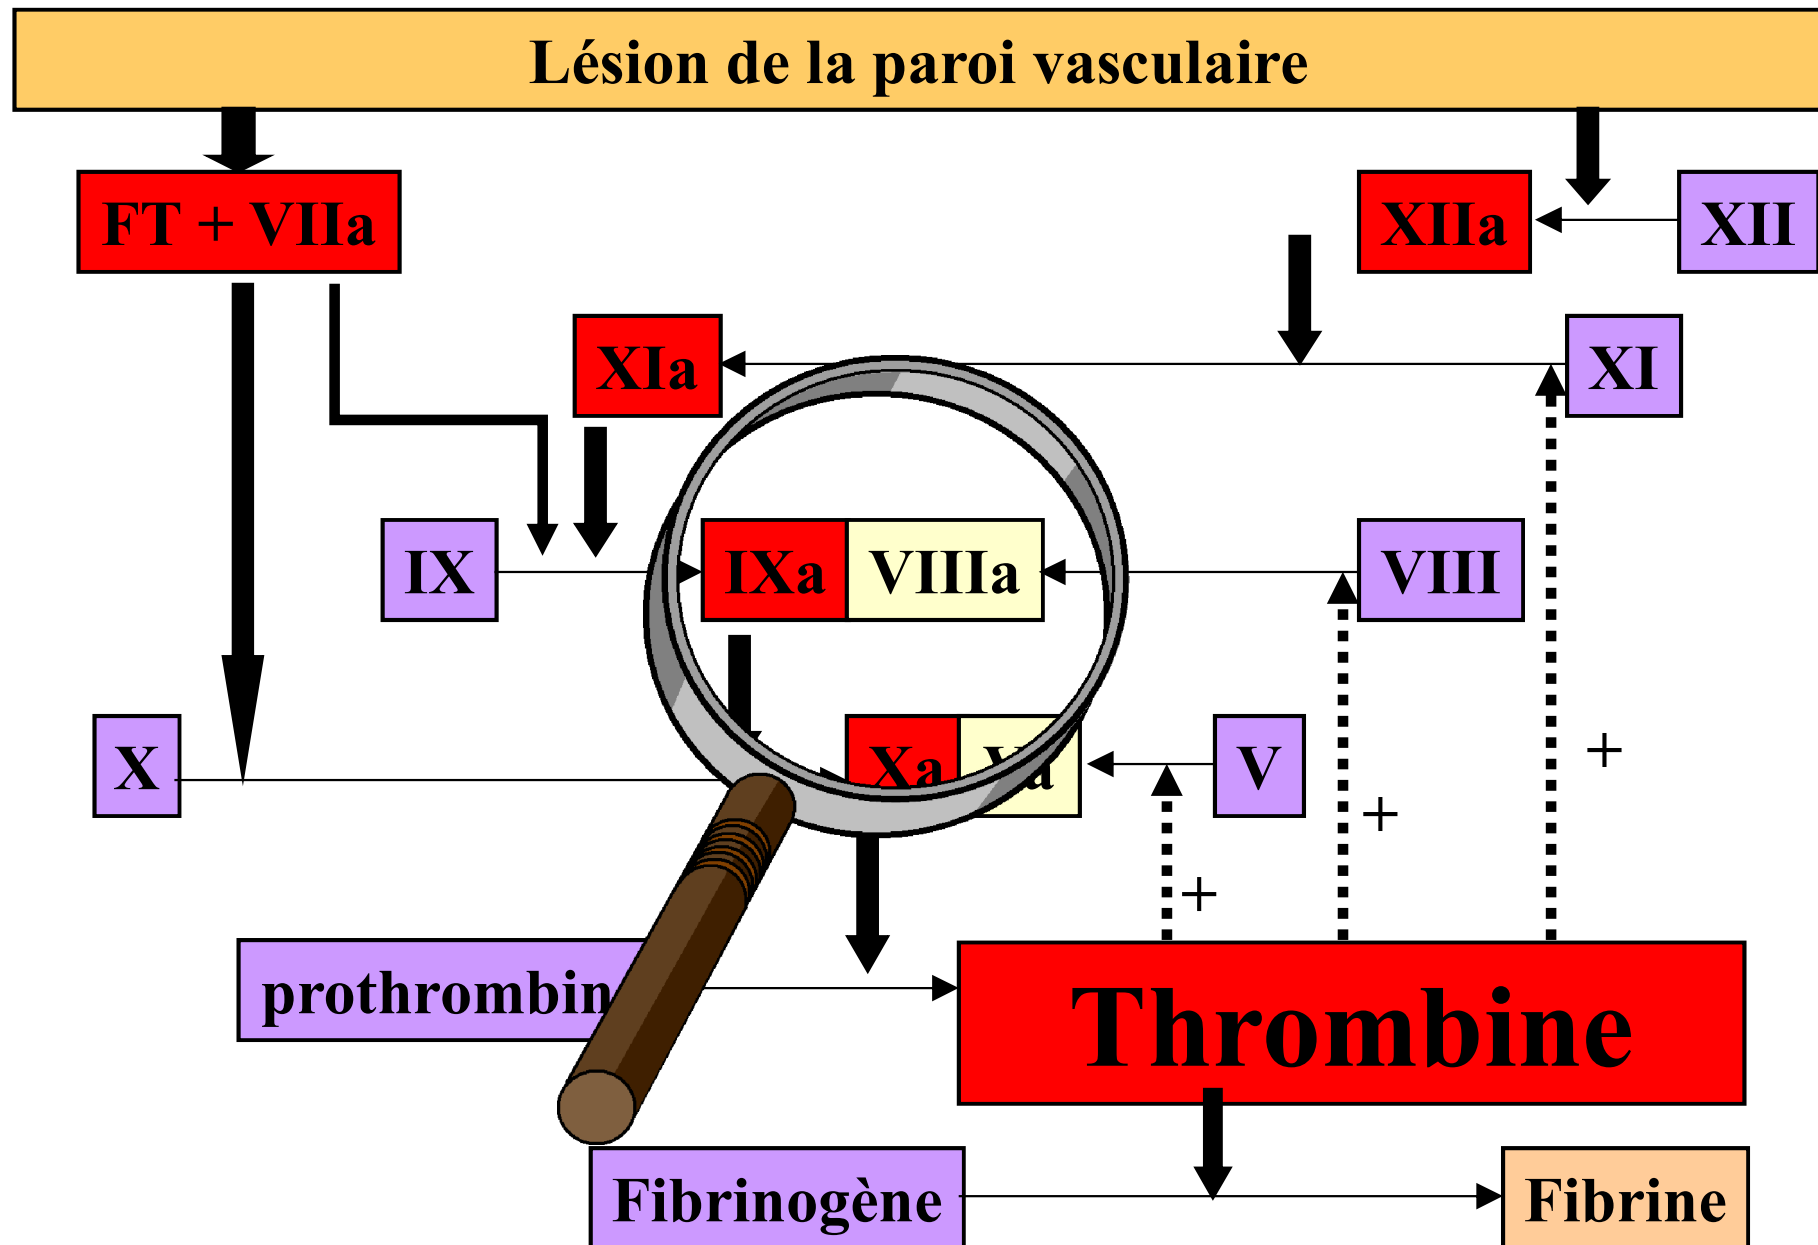 Lésion de la paroi vasculaire
FT + VIIa
XIIa
XII
XIa
XI
IX
IXa
VIIIa
VIII
X
Xa
Va
V
+
+
+
prothrombin
Thrombine
Fibrinogène
Fibrine